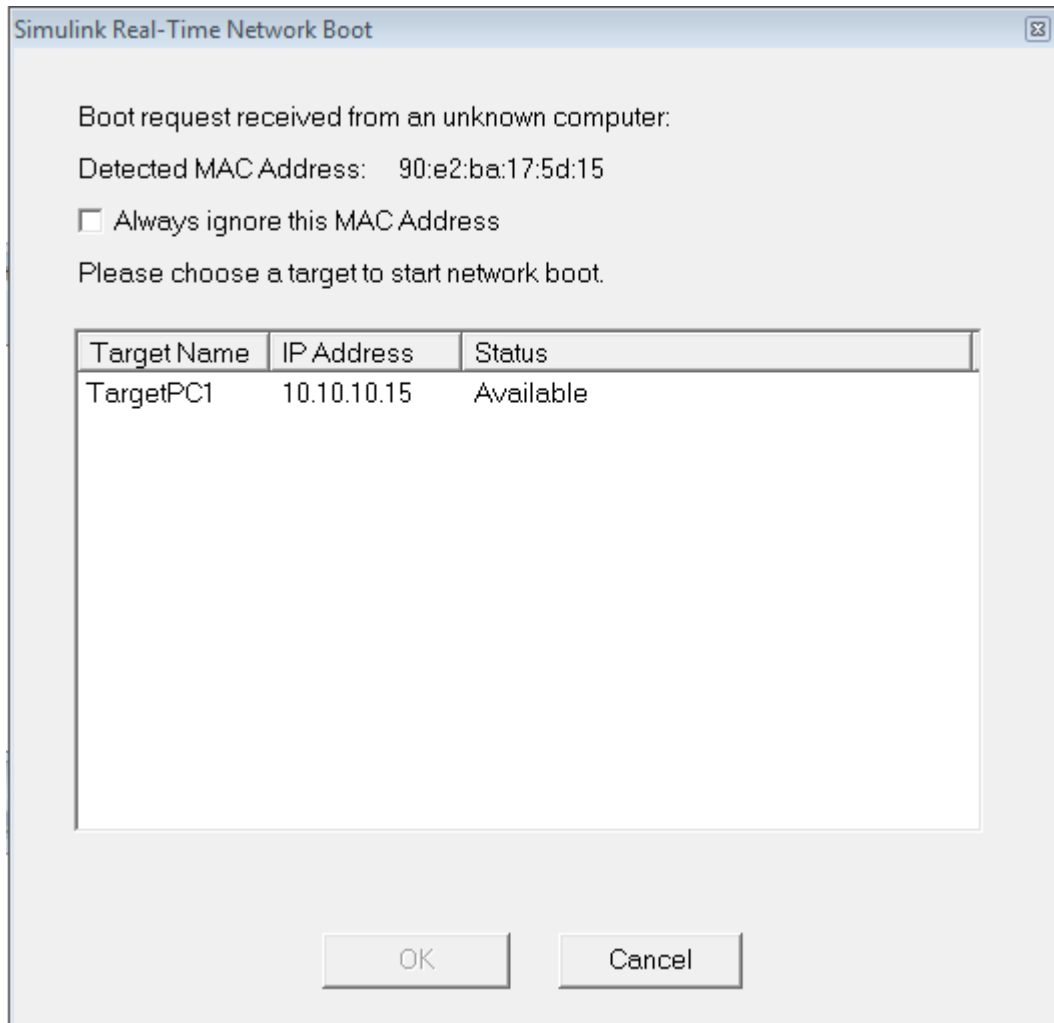 Simulink Real-Time Network Boot
Boot request received from an unknown computer:
Detected MAC Address: 90:e2:ba:17:5d:15
Always ignore this MAC Address
Please choose a target to start network boot.
Target Name IP Address Status
TargetPC1 10.10.10.15 Available
OK Cancel